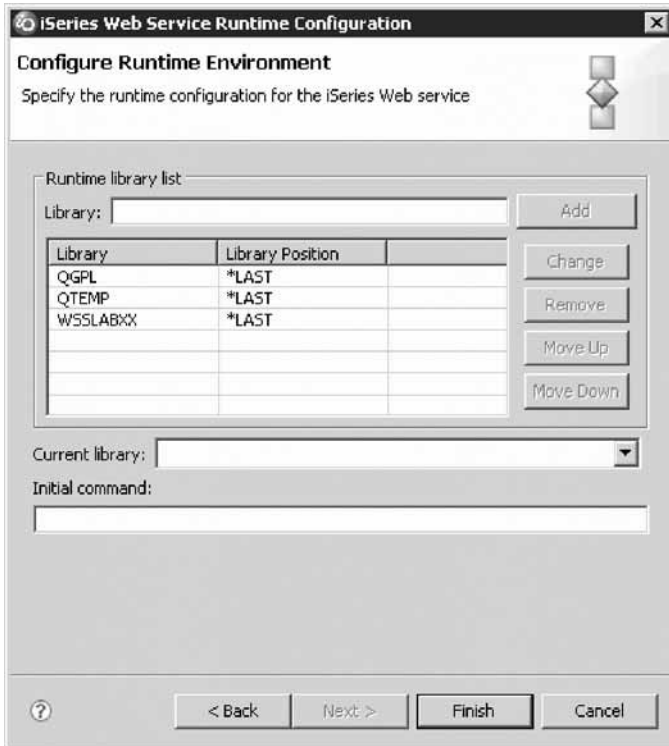 iSeries Web Service Runtime Configuration
Configure Runtime Environment
Specify the runtime configuration for the iSeries Web service
Runtime library list
Library:
Add
Library Library Position
QGPL *LAST
QTEMP *LAST
WSSLABXX *LAST
Change
Remove
Move Up
Move Down
Current library:
Initial command:
? < Back Next > Finish Cancel